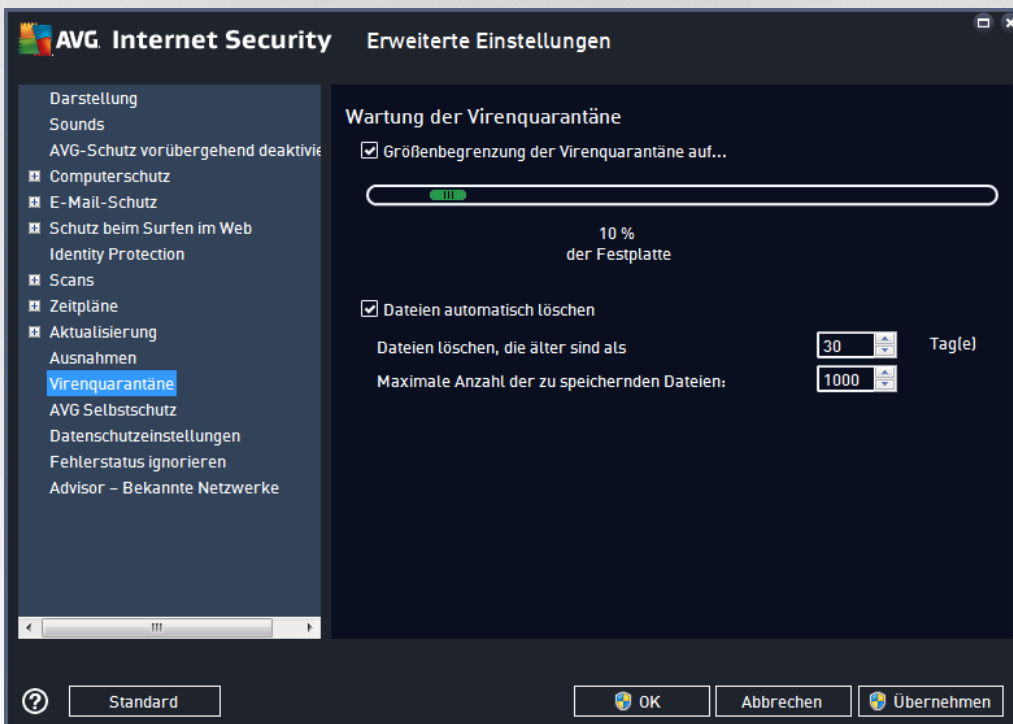 AVG. Internet Security
Erweiterte Einstellungen
Darstellung
Sounds
AVG-Schutz vorübergehend deaktivie
Computerschutz
E-Mail-Schutz
Schutz beim Surfen im Web
Identity Protection
Scans
Zeitpläne
Aktualisierung
Ausnahmen
Virenquarantäne
AVG Selbstschutz
Datenschutzeinstellungen
Fehlerstatus ignorieren
Advisor – Bekannte Netzwerke
Wartung der Virenquarantäne
Größenbegrenzung der Virenquarantäne auf...
10 %
der Festplatte
Dateien automatisch löschen
Dateien löschen, die älter sind als 30 Tag(e)
Maximale Anzahl der zu speichernden Dateien: 1000
? Standard OK Abbrechen Übernehmen